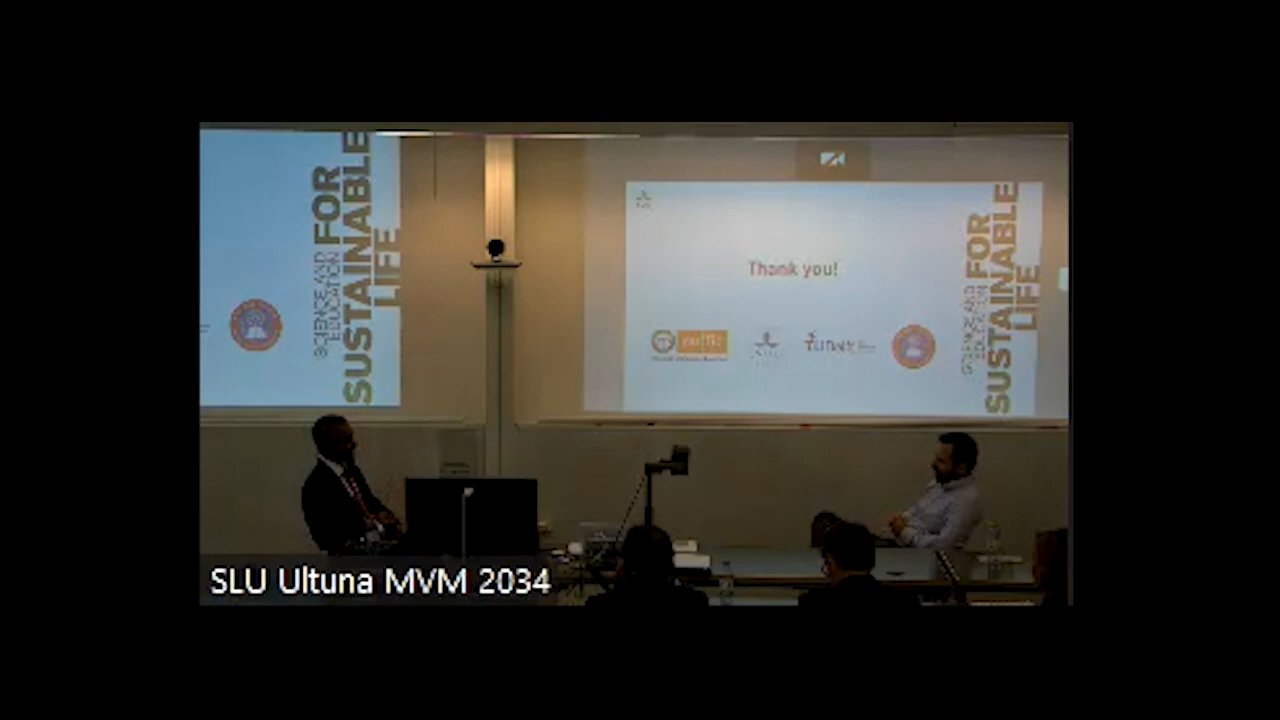 SCIENCE AND
EDUCATION
FOR
SUSTAINABLE
LIFE
Thank you!
SCIENCE AND
EDUCATION
FOR
SUSTAINABLE
LIFE
SLU Ultuna MVM 2034